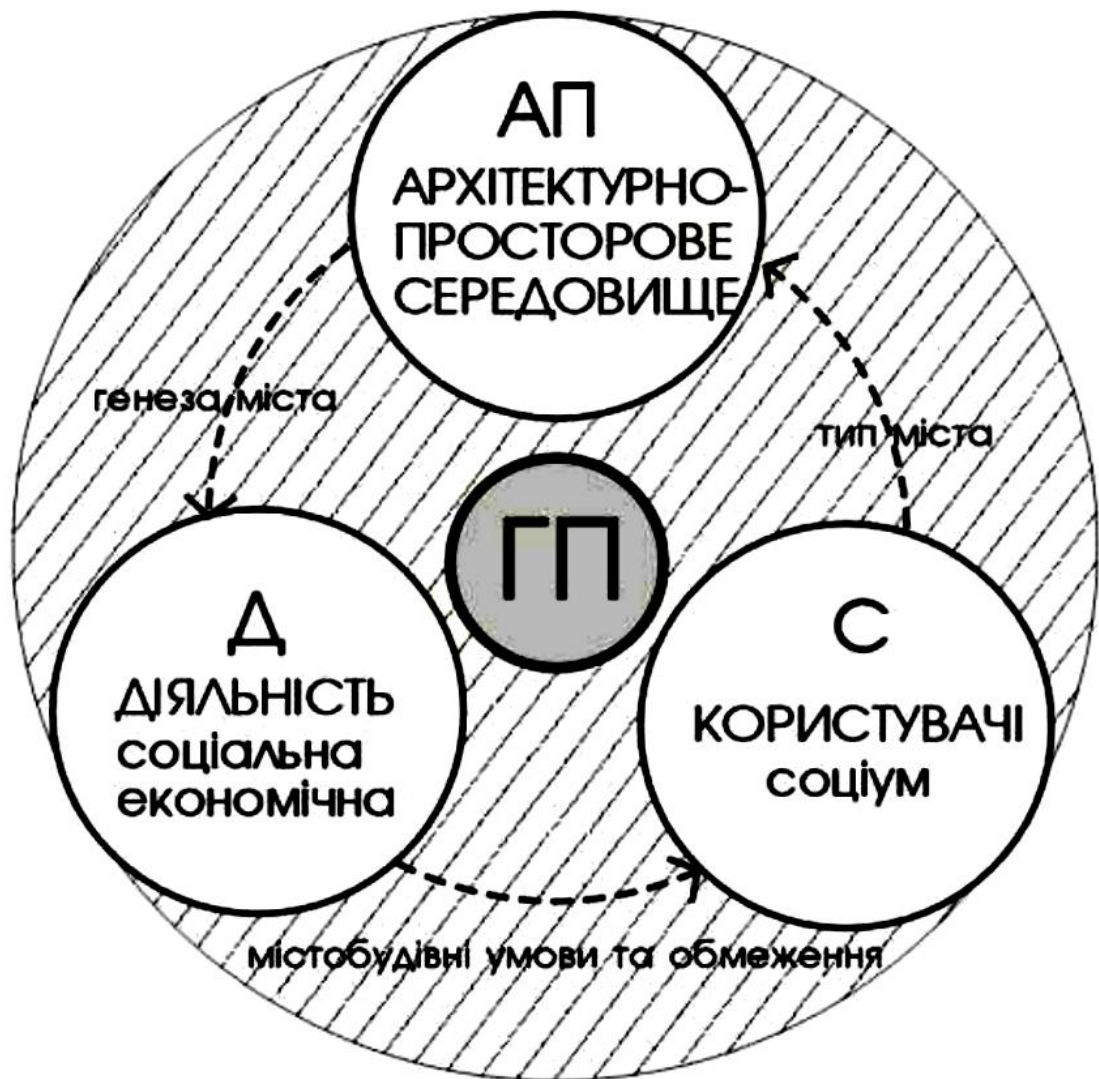 АП
АРХІТЕКТУРНО-
ПРОСТОРОВЕ
СЕРЕДОВИЩЕ
генеза міста
тип міста
ГП
Д
ДІЯЛЬНІСТЬ
соціальна
економічна
С
КОРИСТУВАЧІ
соціум
містобудівні умови та обмеження